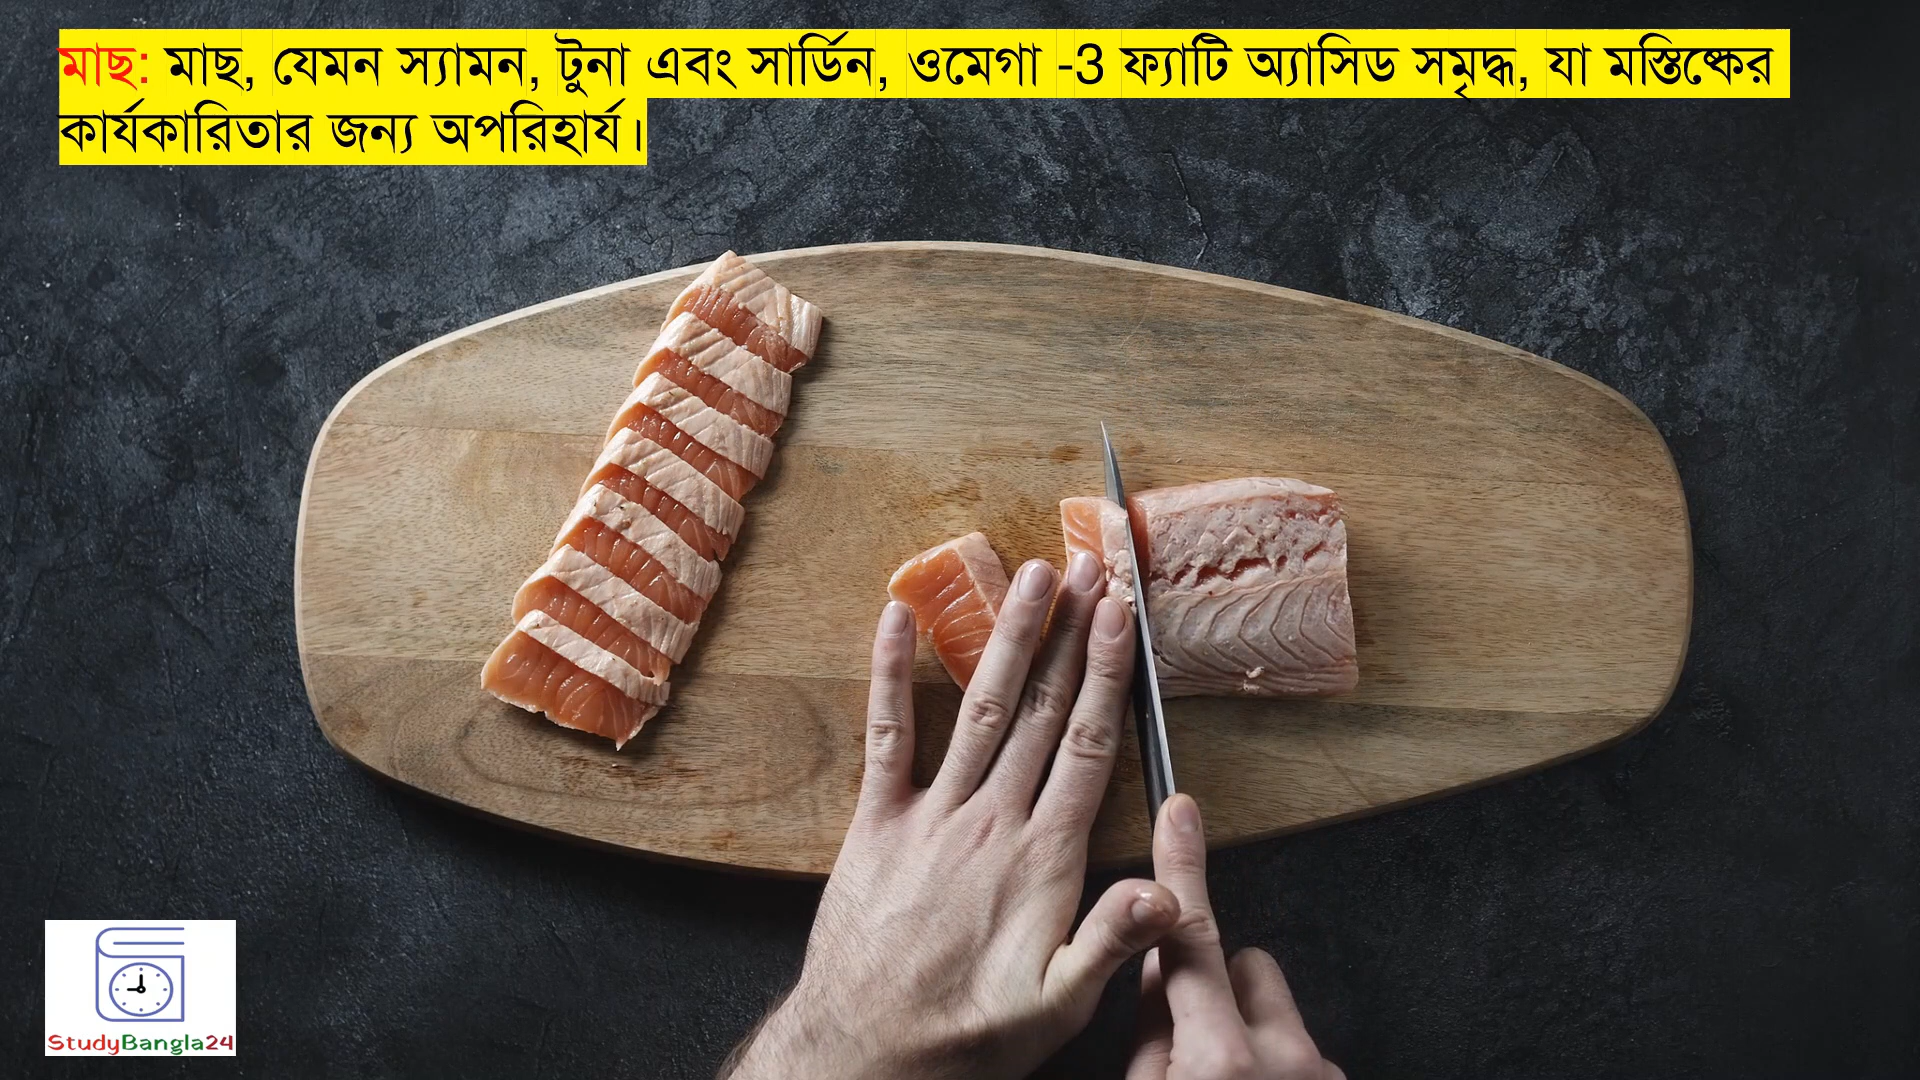 মাছ: মাছ, যেমন স্যামন, টুনা এবং সার্ডিন, ওমেগা -3 ফ্যাটি অ্যাসিড সমৃদ্ধ, যা মস্তিষ্কের
কার্যকারিতার জন্য অপরিহার্য।
StudyBangla24